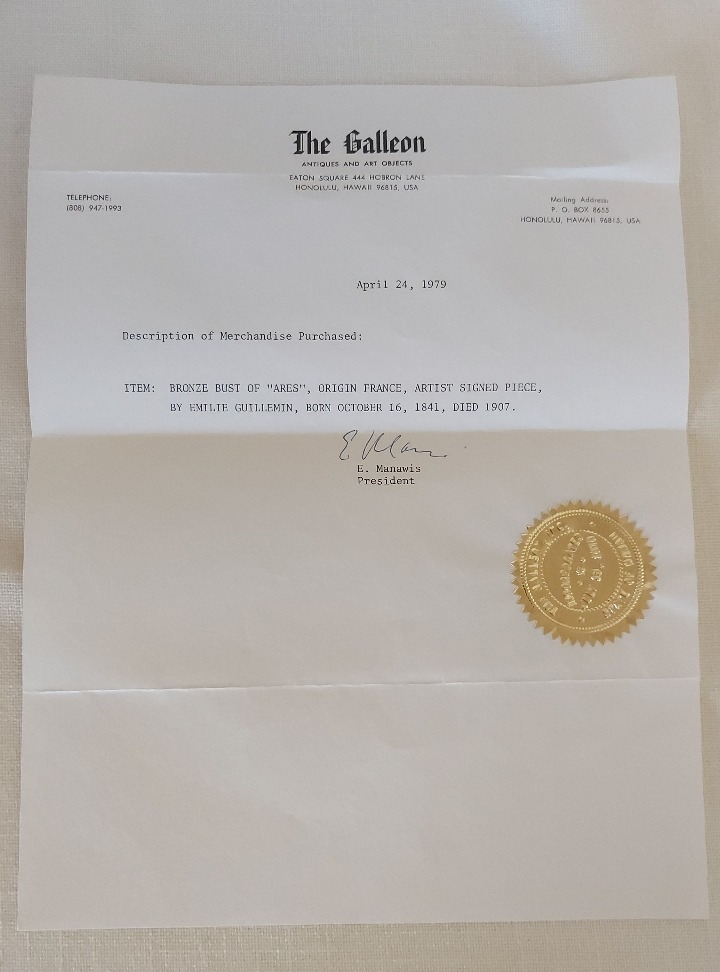 The Galleon
ANTIQUES AND ART OBJECTS
EATON SQUARE 444 HOBRON LANE
HONOLULU, HAWAII 96815, USA
TELEPHONE:
(808) 947-1993
Mailing Address:
P. O. BOX 8655
HONOLULU, HAWAII 96815, USA
April 24, 1979
Description of Merchandise Purchased:
ITEM: BRONZE BUST OF "ARES", ORIGIN FRANCE, ARTIST SIGNED PIECE,
BY EMILIE GUILLEMIN, BORN OCTOBER 16, 1841, DIED 1907.
E. Manawis
President